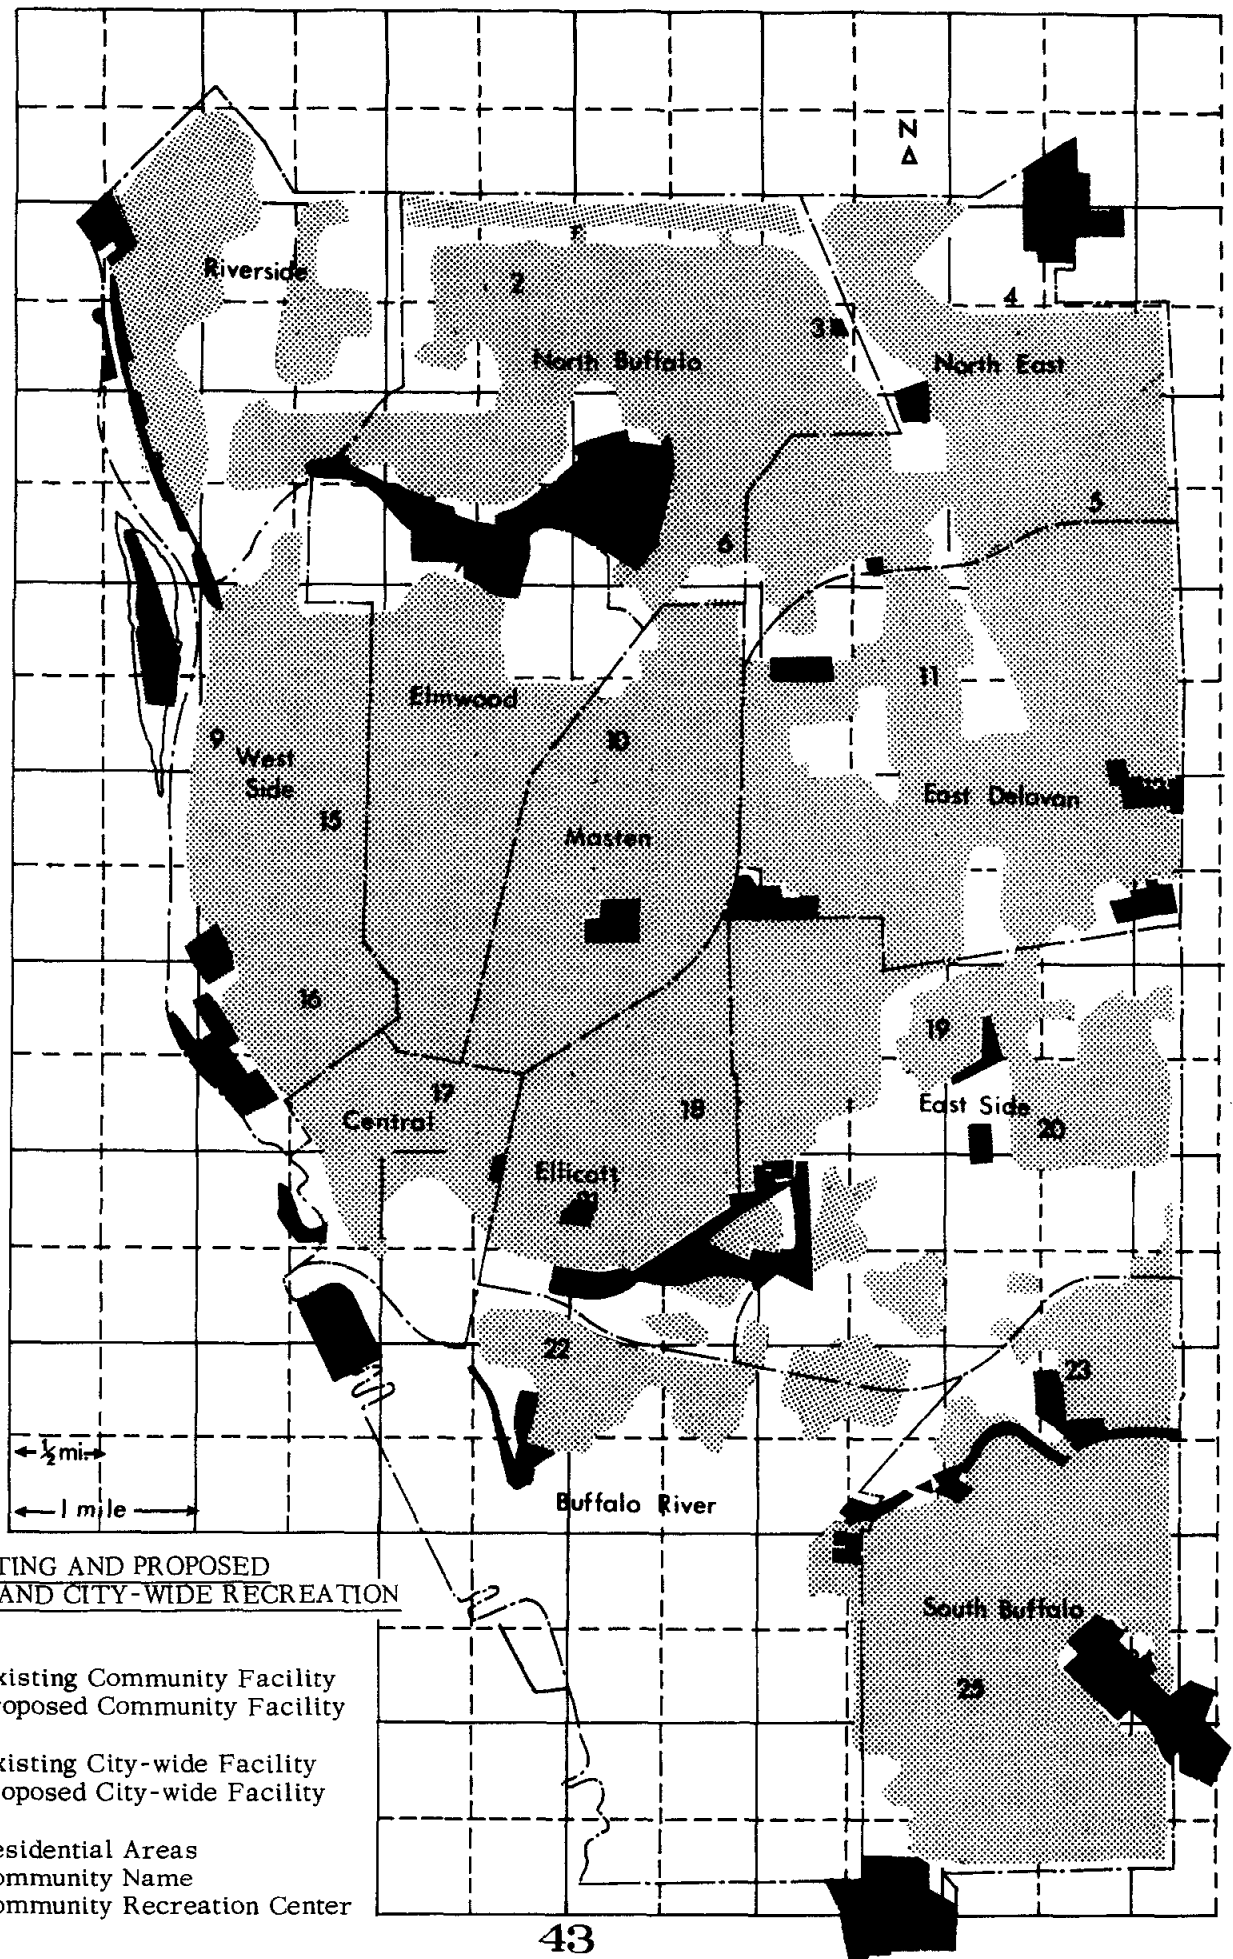 N
Riverside
2
4
3
North Buffalo
North East
5
6
11
Elmwood
9
West
Side
10
East Delavan
15
Masten
16
19
17
18
Central
East Side
20
Ellicott
21
22
23
½ mi.
1 mile
Buffalo River
TING AND PROPOSED
AND CITY-WIDE RECREATION
South Buffalo
25
xisting Community Facility
roposed Community Facility
xisting City-wide Facility
roposed City-wide Facility
esidential Areas
ommunity Name
ommunity Recreation Center
43